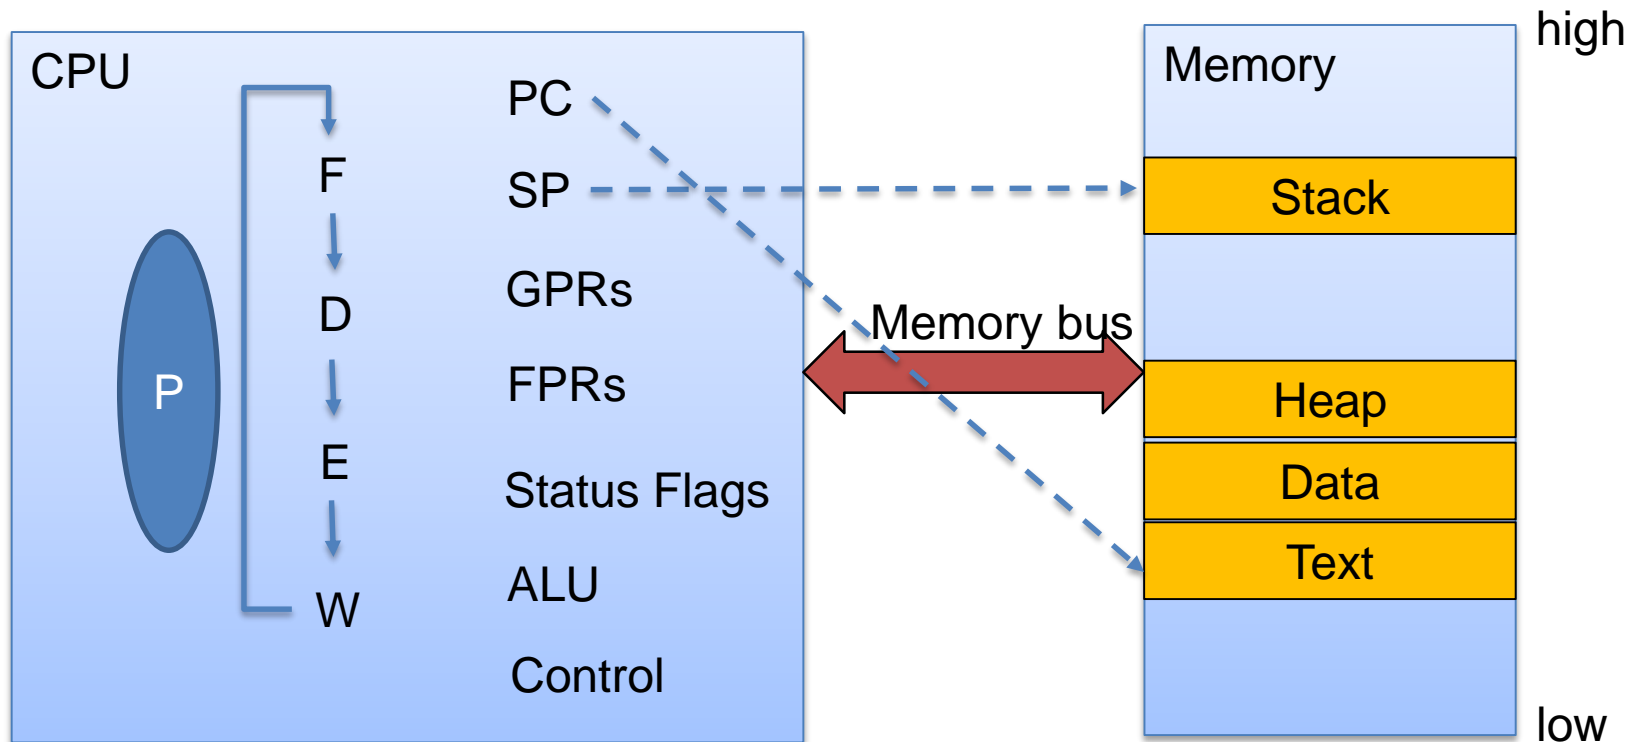 CPU
P
F
D
E
W
PC
SP
GPRs
FPRs
Status Flags
ALU
Control
Memory bus
Memory
Stack
Heap
Data
Text
high
low